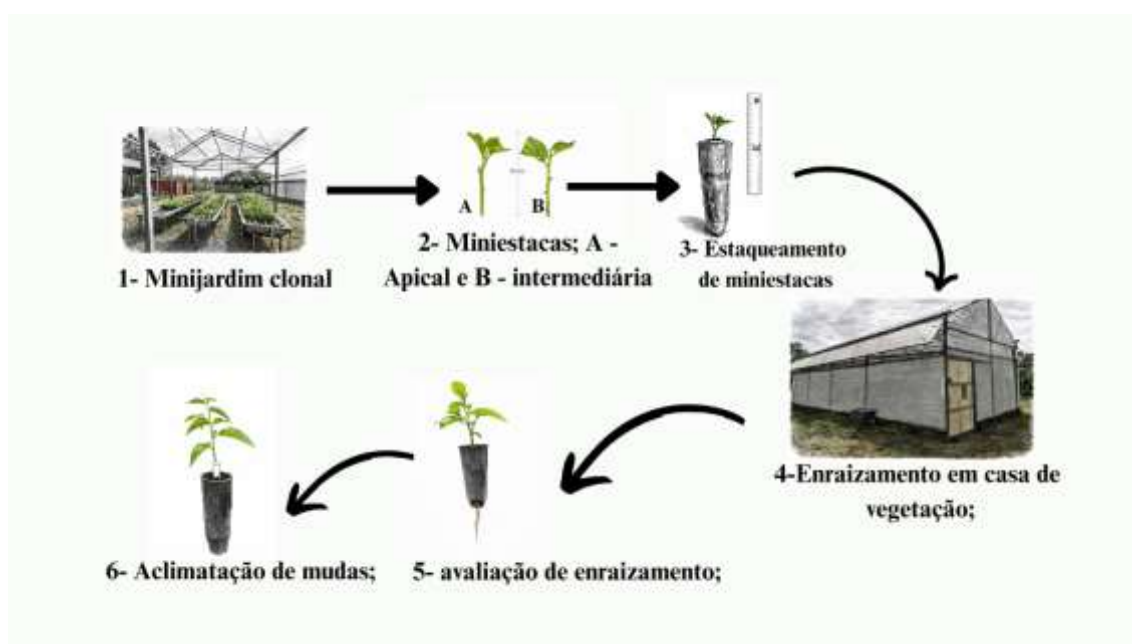 1- Minijardim clonal
A
B
2- Miniestacas; A -
Apical e B - intermediária
3- Estaqueamento
de miniestacas
4-Enraizamento em casa de
vegetação;
5- avaliação de enraizamento;
6- Aclimatação de mudas;